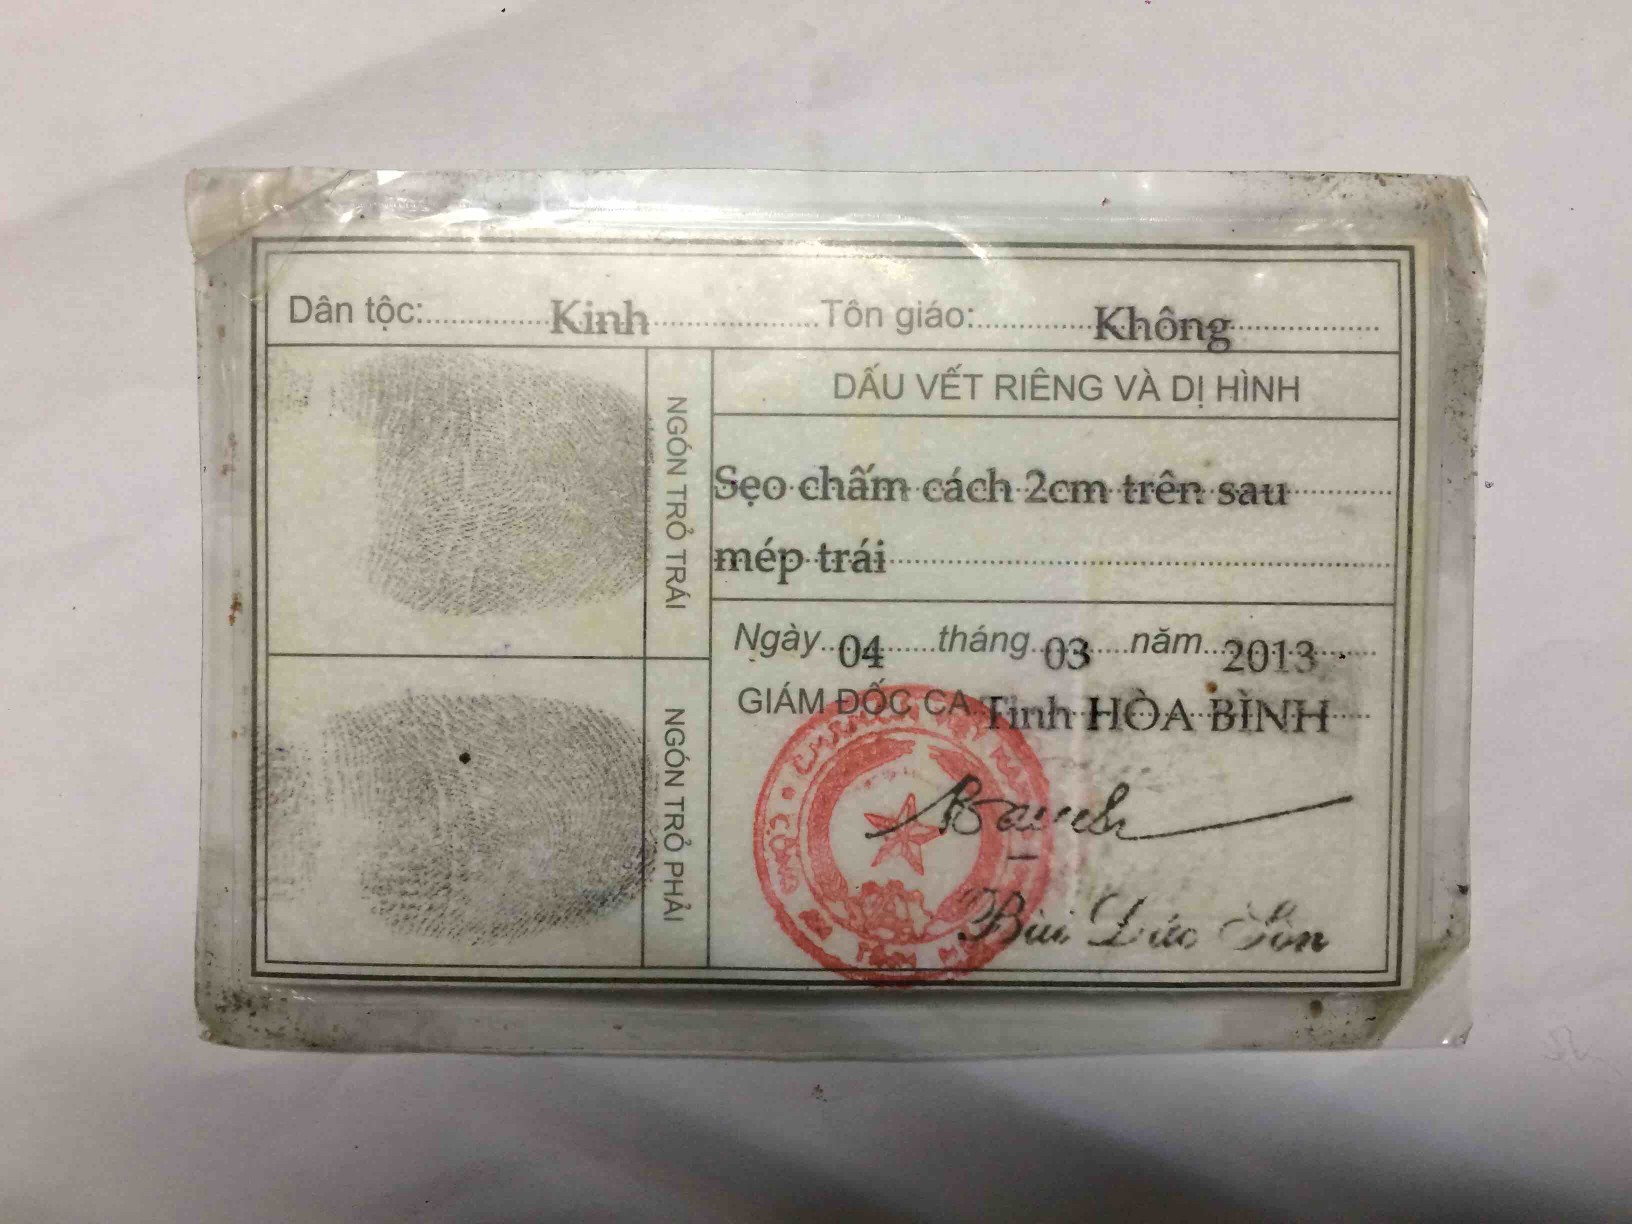 Dân tộc: Kinh Tôn giáo: Không
NGÓN TRỎ TRÁI
DẤU VẾT RIÊNG VÀ DỊ HÌNH
Sẹo chấm cách 2cm trên sau
mép trái
NGÓN TRỎ PHẢI
Ngày 04 tháng 03 năm 2013
GIÁM ĐỐC CA Tỉnh HÒA BÌNH
Bùi Đức Sơn